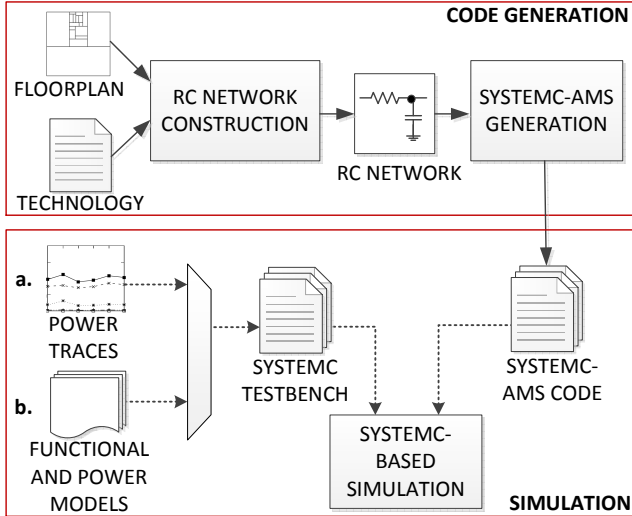 CODE GENERATION
FLOORPLAN
RC NETWORK
CONSTRUCTION
SYSTEMC-AMS
GENERATION
RC NETWORK
TECHNOLOGY
a.
POWER
TRACES
SYSTEMC
TESTBENCH
SYSTEMC-
AMS CODE
b.
FUNCTIONAL
AND POWER
MODELS
SYSTEMC-
BASED
SIMULATION
SIMULATION